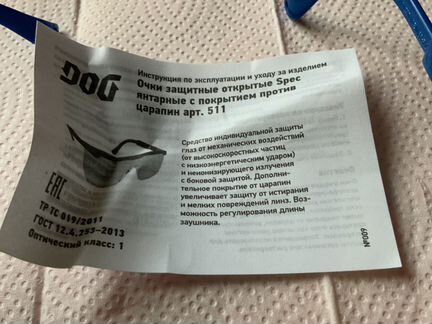 DOG
Инструкция по эксплуатации и уходу за изделием
Очки защитные открытые Spec
янтарные с покрытием против
царапин арт. 511
Средство индивидуальной защиты
глаз от механических воздействий
(от высокоскоростных частиц
с низкоэнергетическим ударом)
и неионизирующего излучения
с боковой защитой. Дополни-
тельное покрытие от царапин
увеличивает защиту от истирания
и мелких повреждений линз. Воз-
можность регулирования длины
заушника.
EAC
ТР ТС 019/2011
ГОСТ 12.4.253-2013
Оптический класс: 1
№009